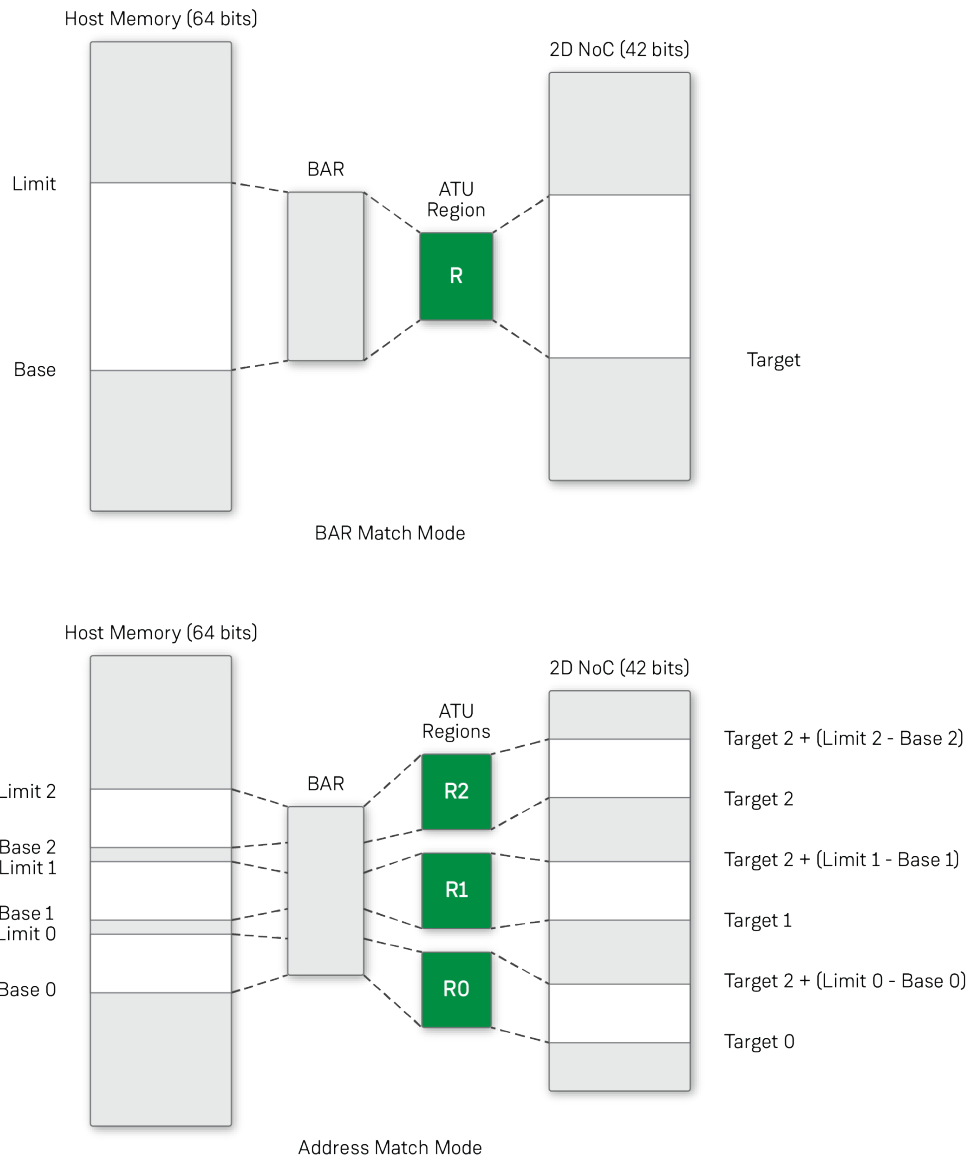 Host Memory (64 bits)
2D NoC (42 bits)
BAR
Limit
ATU
Region
R
Base
Target
BAR Match Mode
Host Memory (64 bits)
2D NoC (42 bits)
ATU
Regions
Target 2 + (Limit 2 - Base 2)
BAR
Limit 2
R2
Target 2
Base 2
Limit 1
Target 2 + (Limit 1 - Base 1)
R1
Base 1
Target 1
Limit 0
Target 2 + (Limit 0 - Base 0)
Base 0
R0
Target 0
Address Match Mode